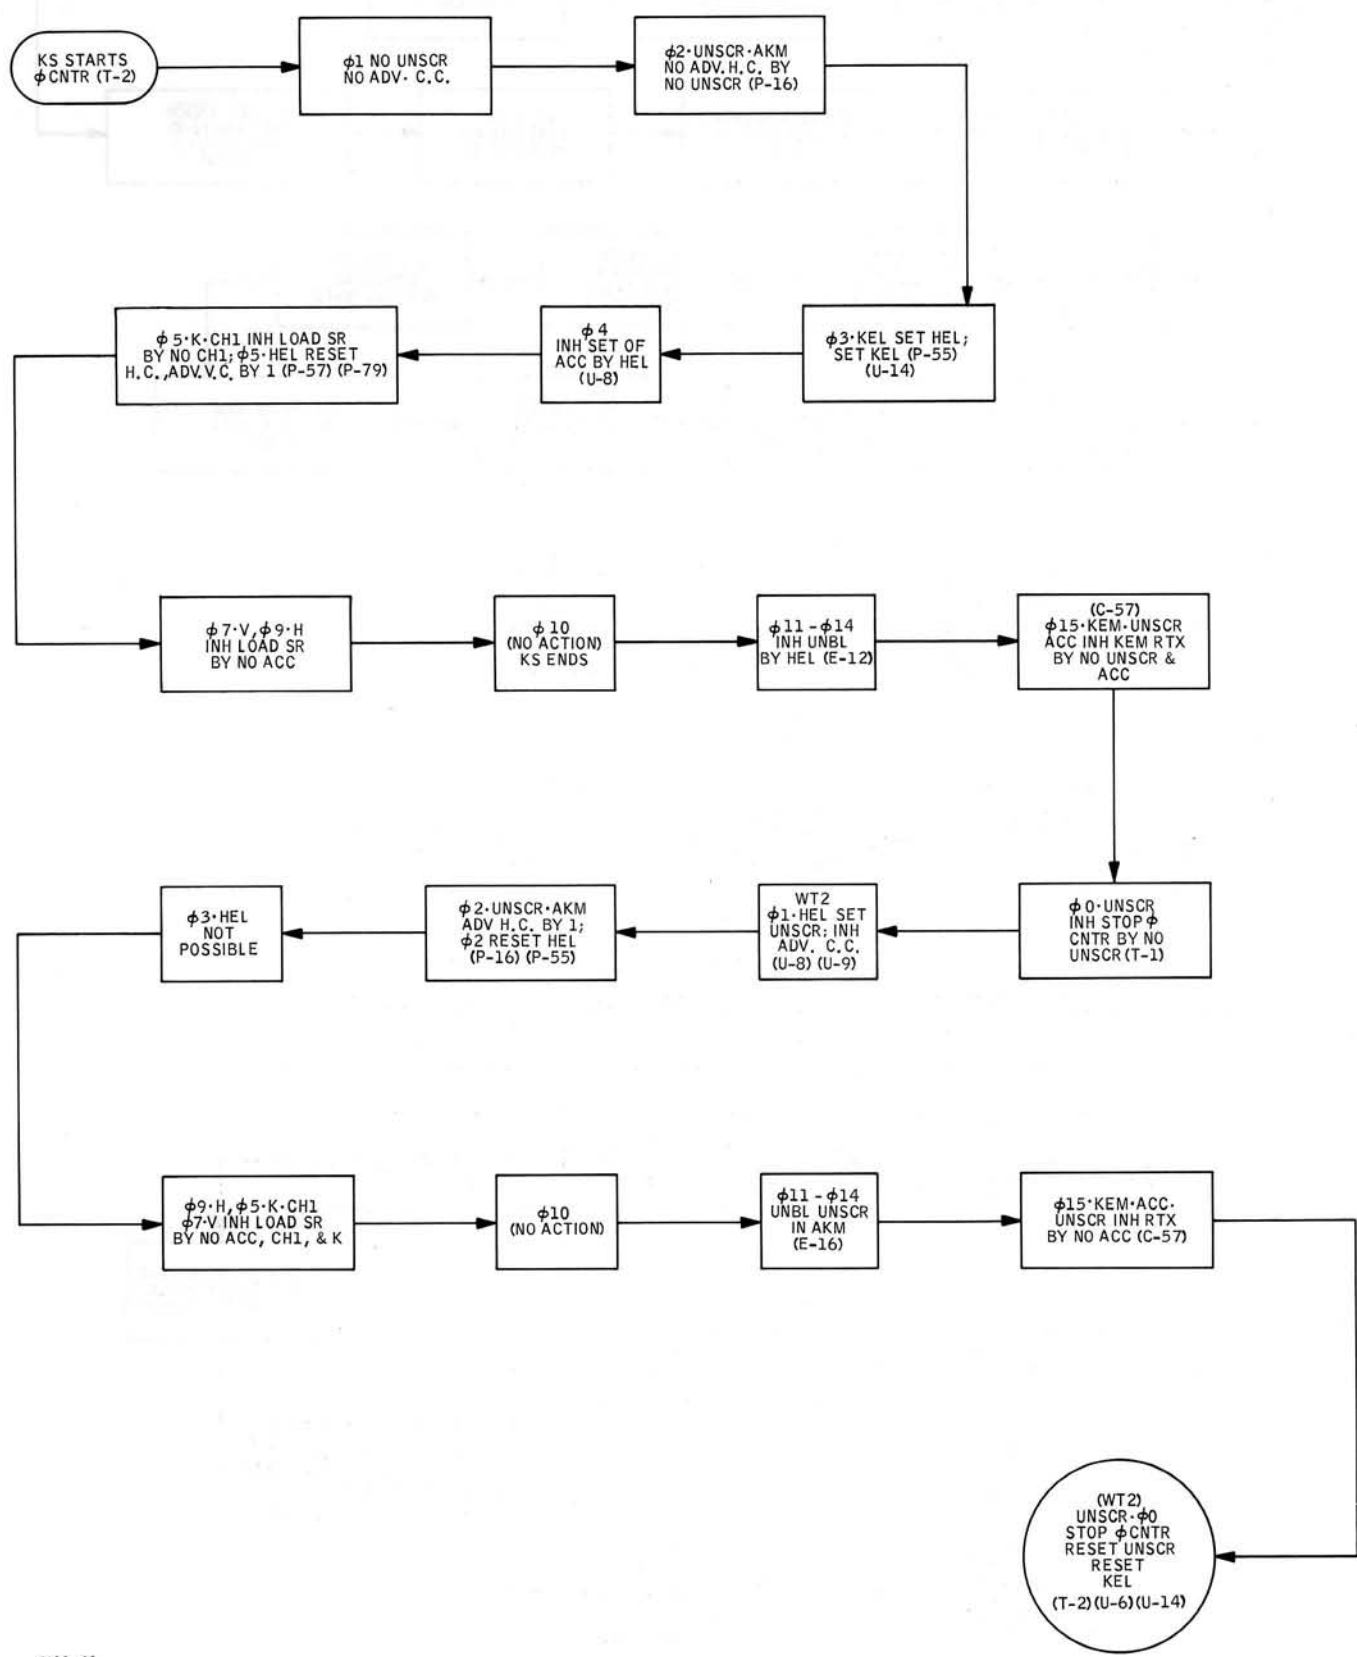 KS STARTS
ϕ CNTR (T-2)
ϕ1 NO UNSCR
NO ADV. C.C.
ϕ2·UNSCR·AKM
NO ADV.H.C. BY
NO UNSCR (P-16)
ϕ5·K·CH1 INH LOAD SR
BY NO CH1; ϕ5·HEL RESET
H.C.,ADV.V.C. BY 1 (P-57) (P-79)
ϕ4
INH SET OF
ACC BY HEL
(U-8)
ϕ3·KEL SET HEL;
SET KEL (P-55)
(U-14)
ϕ7·V, ϕ9·H
INH LOAD SR
BY NO ACC
ϕ10
(NO ACTION)
KS ENDS
ϕ11 - ϕ14
INH UNBL
BY HEL (E-12)
(C-57)
ϕ15·KEM·UNSCR
ACC INH KEM RTX
BY NO UNSCR &
ACC
ϕ3·HEL
NOT
POSSIBLE
ϕ2·UNSCR·AKM
ADV H.C. BY 1;
ϕ2 RESET HEL
(P-16) (P-55)
WT2
ϕ1·HEL SET
UNSCR; INH
ADV. C.C.
(U-8) (U-9)
ϕ0·UNSCR
INH STOP ϕ
CNTR BY NO
UNSCR (T-1)
ϕ9·H, ϕ5·K·CH1
ϕ7·V INH LOAD SR
BY NO ACC, CH1, & K
ϕ10
(NO ACTION)
ϕ11 - ϕ14
UNBL UNSCR
IN AKM
(E-16)
ϕ15·KEM·ACC·
UNSCR INH RTX
BY NO ACC (C-57)
(WT2)
UNSCR·ϕ0
STOP ϕ CNTR
RESET UNSCR
RESET
KEL
(T-2) (U-6) (U-14)